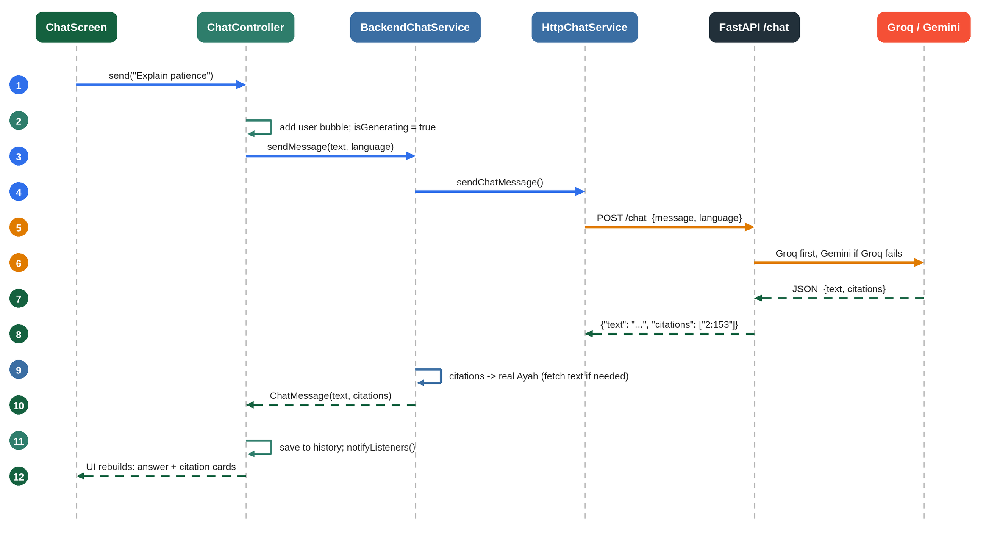 ChatScreen
ChatController
BackendChatService
HttpChatService
FastAPI /chat
Groq / Gemini
1
send("Explain patience")
2
add user bubble; isGenerating = true
3
sendMessage(text, language)
4
sendChatMessage()
5
POST /chat  {message, language}
6
Groq first, Gemini if Groq fails
7
JSON  {text, citations}
8
{"text": "...", "citations": ["2:153"]}
9
citations -> real Ayah (fetch text if needed)
10
ChatMessage(text, citations)
11
save to history; notifyListeners()
12
UI rebuilds: answer + citation cards